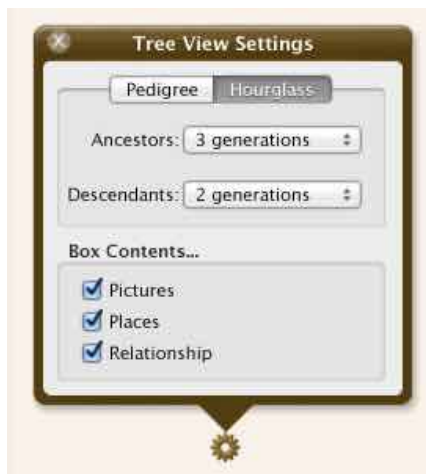 Tree View Settings
Pedigree Hourglass
Ancestors: 3 generations
Descendants: 2 generations
Box Contents...
Pictures
Places
Relationship